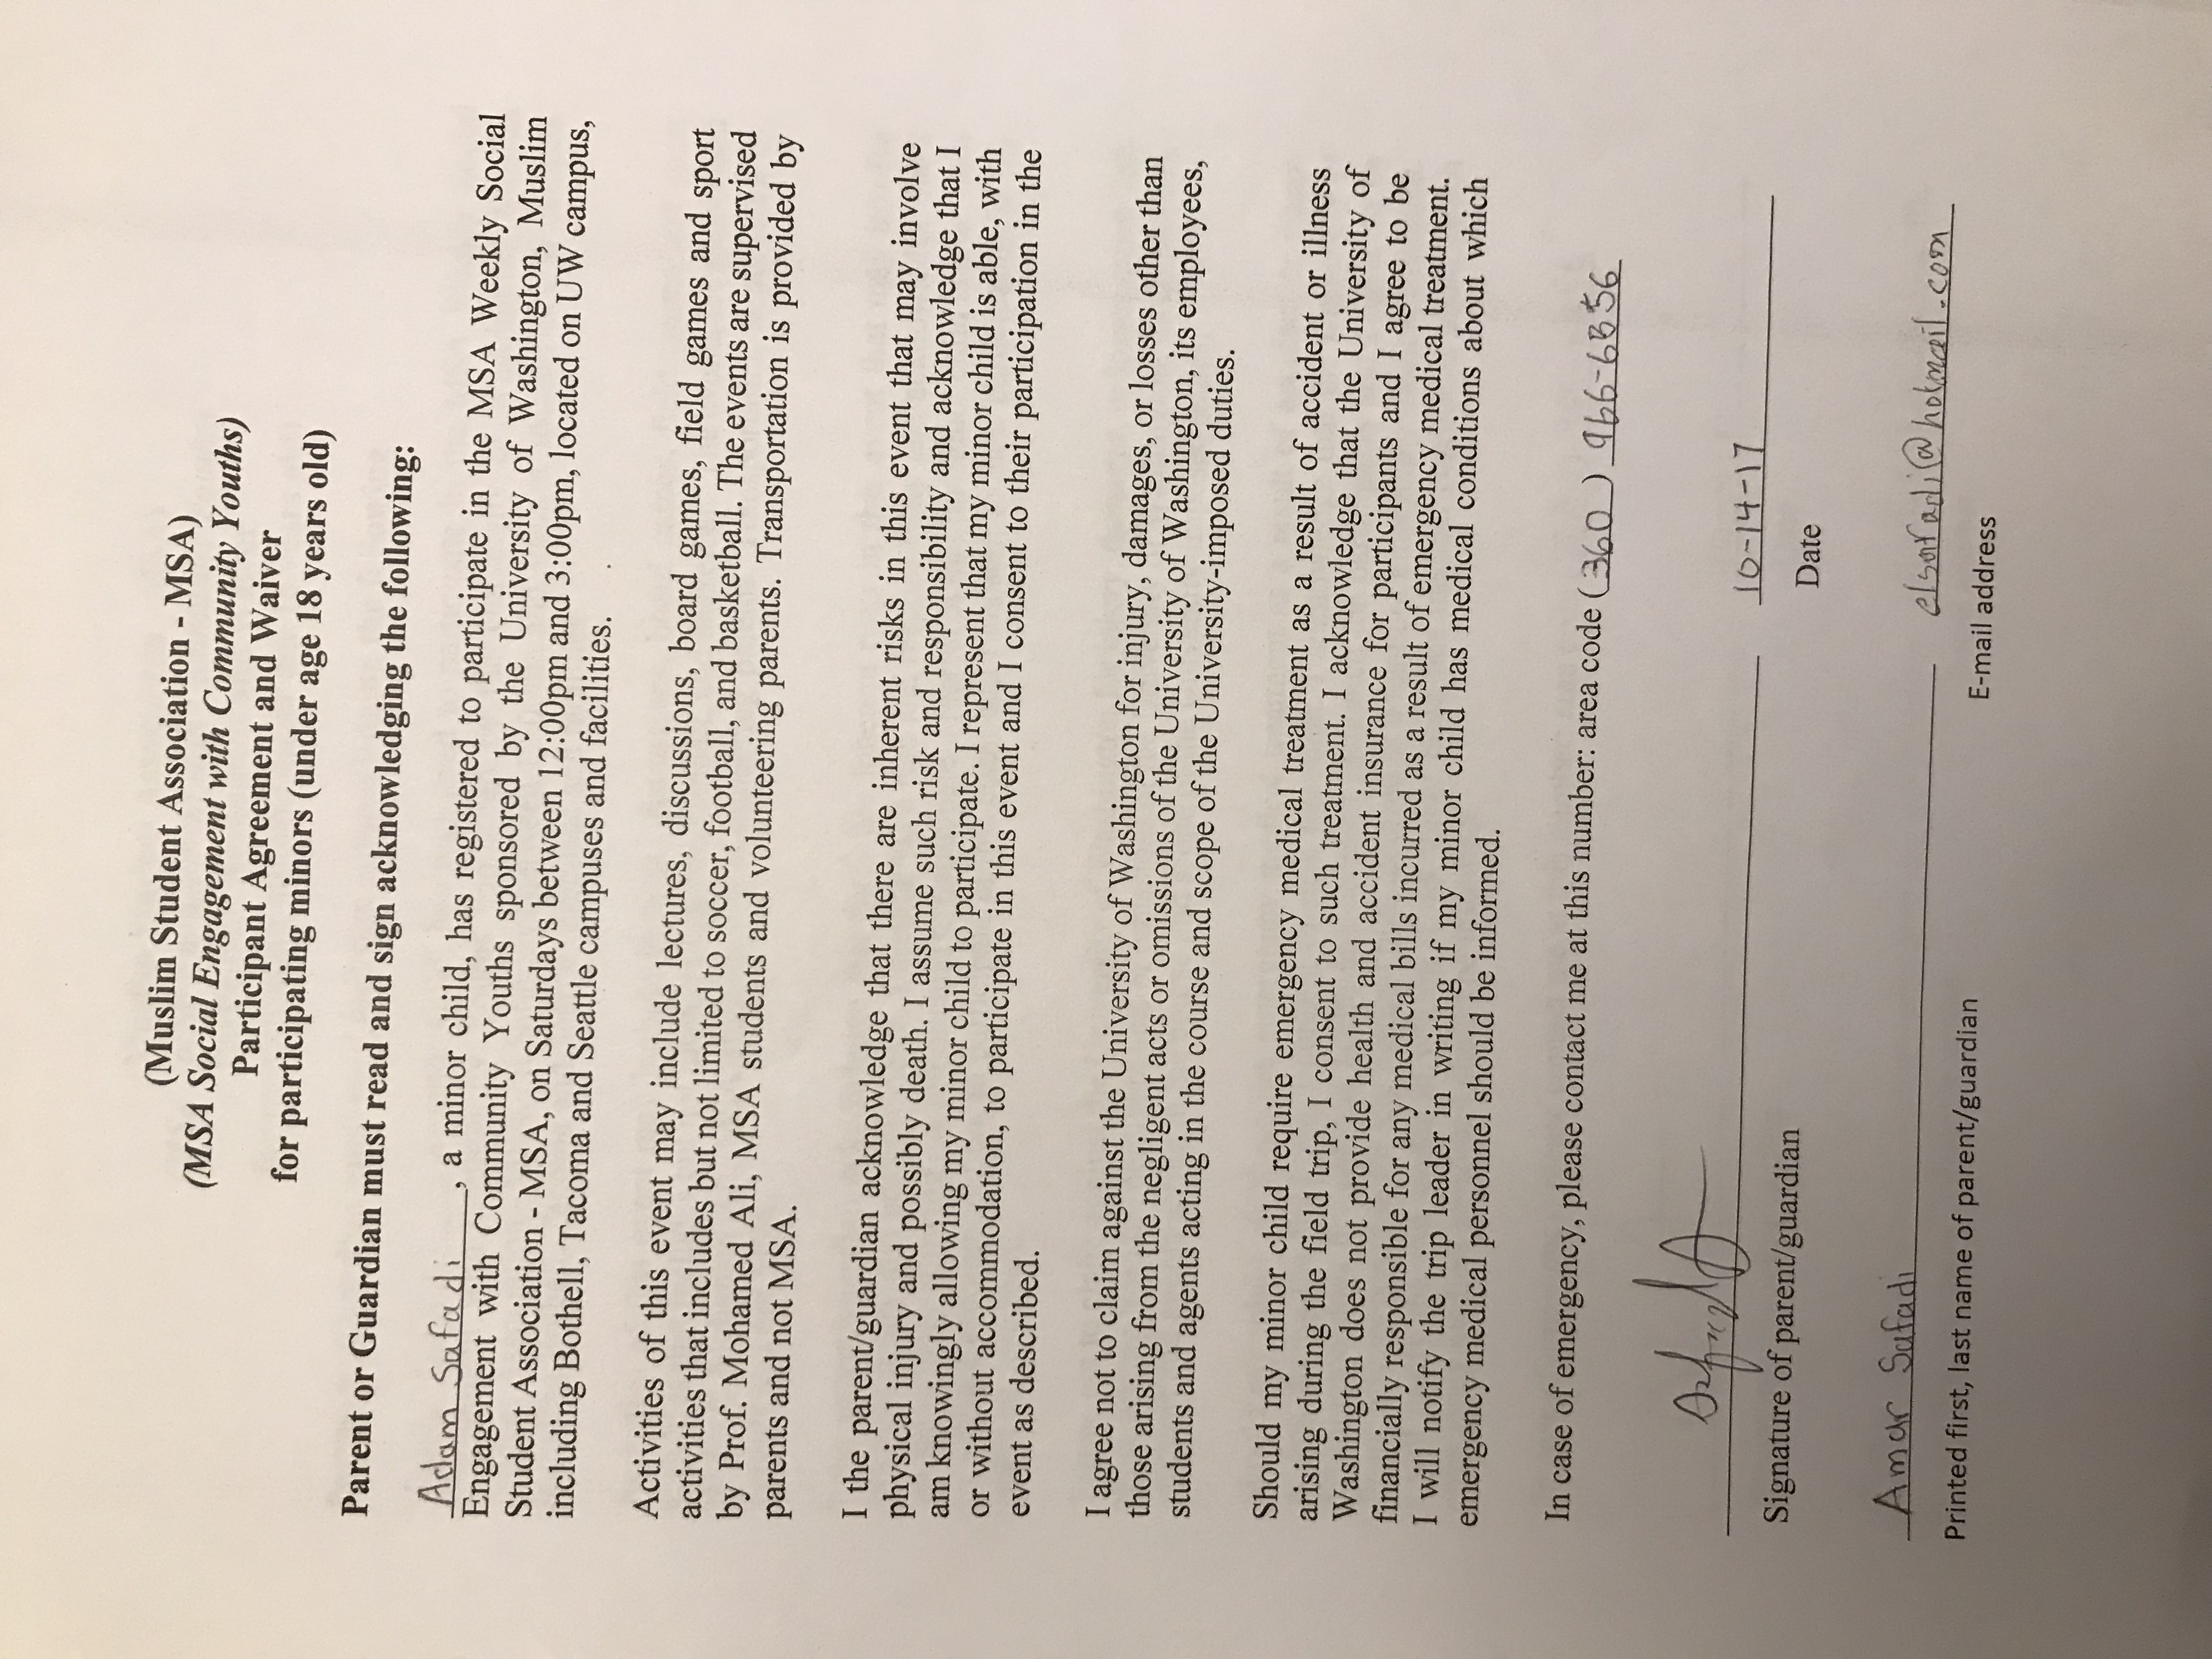 (Muslim Student Association - MSA)
(MSA Social Engagement with Community Youths)
Participant Agreement and Waiver
for participating minors (under age 18 years old)
Parent or Guardian must read and sign acknowledging the following:
Adam Safadi, a minor child, has registered to participate in the MSA Weekly Social
Engagement with Community Youths sponsored by the University of Washington, Muslim
Student Association - MSA, on Saturdays between 12:00pm and 3:00pm, located on UW campus,
including Bothell, Tacoma and Seattle campuses and facilities.
Activities of this event may include lectures, discussions, board games, field games and sport
activities that includes but not limited to soccer, football, and basketball. The events are supervised
by Prof. Mohamed Ali, MSA students and volunteering parents. Transportation is provided by
parents and not MSA.
I the parent/guardian acknowledge that there are inherent risks in this event that may involve
physical injury and possibly death. I assume such risk and responsibility and acknowledge that I
am knowingly allowing my minor child to participate. I represent that my minor child is able, with
or without accommodation, to participate in this event and I consent to their participation in the
event as described.
I agree not to claim against the University of Washington for injury, damages, or losses other than
those arising from the negligent acts or omissions of the University of Washington, its employees,
students and agents acting in the course and scope of the University-imposed duties.
Should my minor child require emergency medical treatment as a result of accident or illness
arising during the field trip, I consent to such treatment. I acknowledge that the University of
Washington does not provide health and accident insurance for participants and I agree to be
financially responsible for any medical bills incurred as a result of emergency medical treatment.
I will notify the trip leader in writing if my minor child has medical conditions about which
emergency medical personnel should be informed.
In case of emergency, please contact me at this number: area code (360)
10-14-17
Signature of parent/guardian
Date
Amar Safadi
elsafadi@hotmail.com
Printed first, last name of parent/guardian
E-mail address